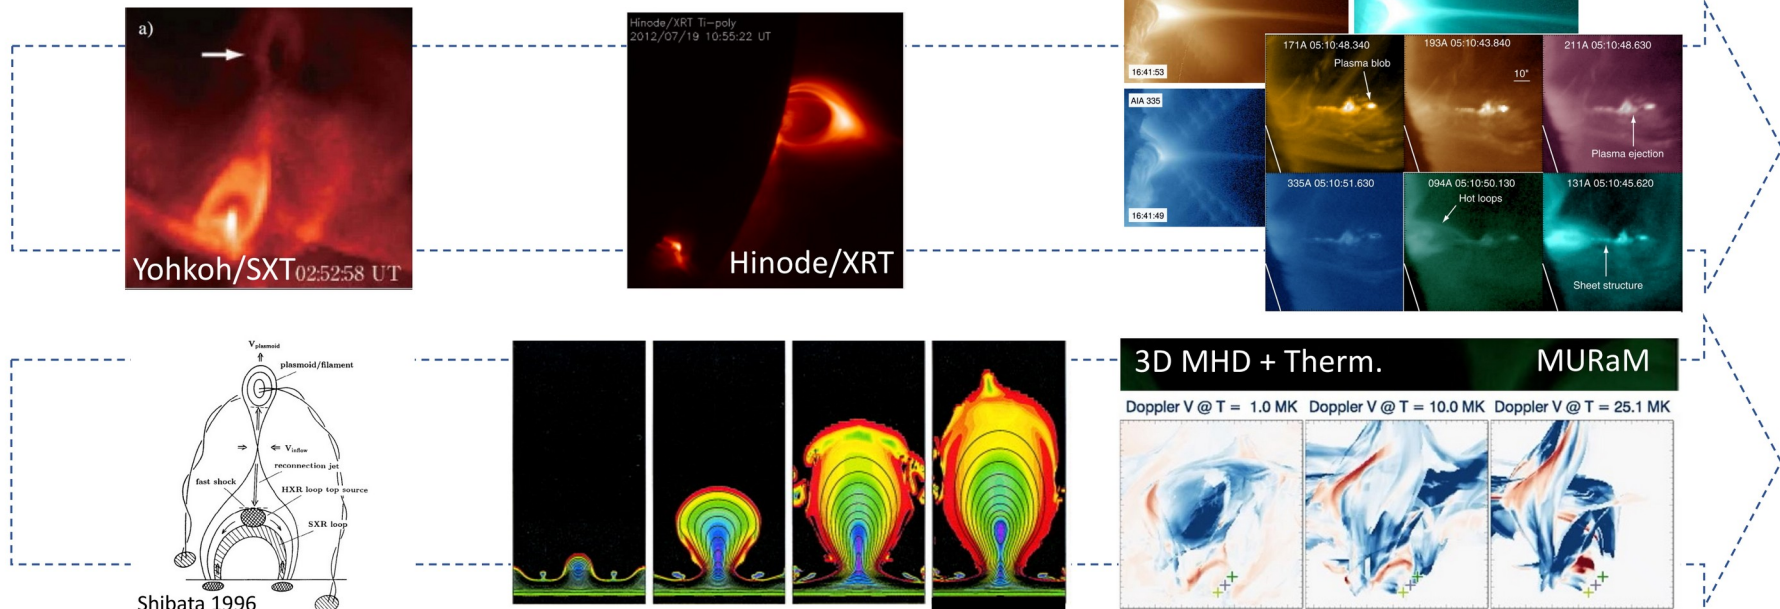 a)
Yohkoh/SXT 02:52:58 UT
Hinode/XRT Ti-poly
2012/07/19 10:55:22 UT
Hinode/XRT
16:41:53
AIA 335
16:41:49
171A 05:10:48.340
Plasma blob
193A 05:10:43.840
10"
211A 05:10:48.630
Plasma ejection
335A 05:10:51.630
094A 05:10:50.130
Hot loops
131A 05:10:45.620
Sheet structure
Vplasmoid
plasmoid/filament
Vinflow
reconnection jet
fast shock
HXR loop top source
SXR loop
Shibata 1996
3D MHD + Therm.
MURaM
Doppler V @ T = 1.0 MK
Doppler V @ T = 10.0 MK
Doppler V @ T = 25.1 MK